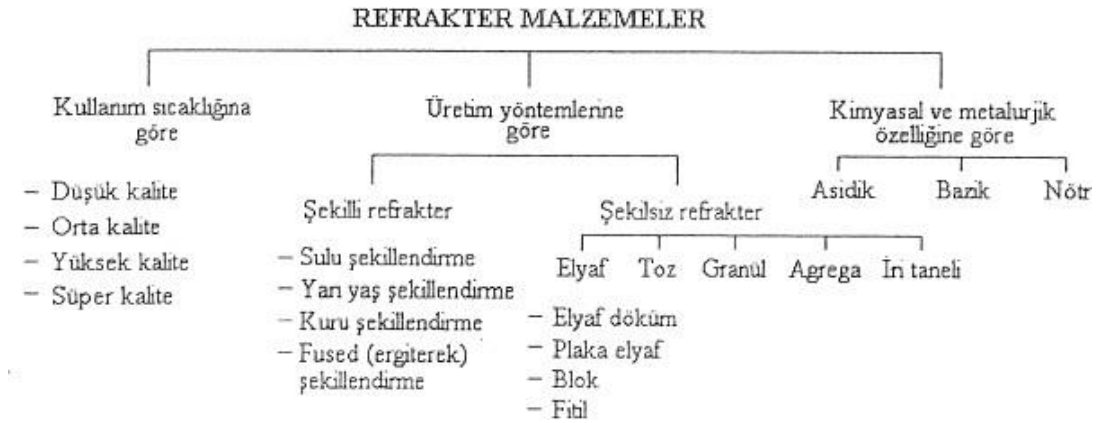 REFRAKTER MALZEMELER
Kullanım sıcaklığına
göre
– Düşük kalite
– Orta kalite
– Yüksek kalite
– Süper kalite
Üretim yöntemlerine
göre
Şekilli refrakter
– Sulu şekillendirme
– Yarı yaş şekillendirme
– Kuru şekillendirme
– Fused (ergiterek)
şekillendirme
Şekilsiz refrakter
Elyaf Toz Granül Agrega İri taneli
– Elyaf döküm
– Plaka elyaf
– Blok
– Fitil
Kimyasal ve metalurjik
özelliğine göre
Asidik Bazik Nötr